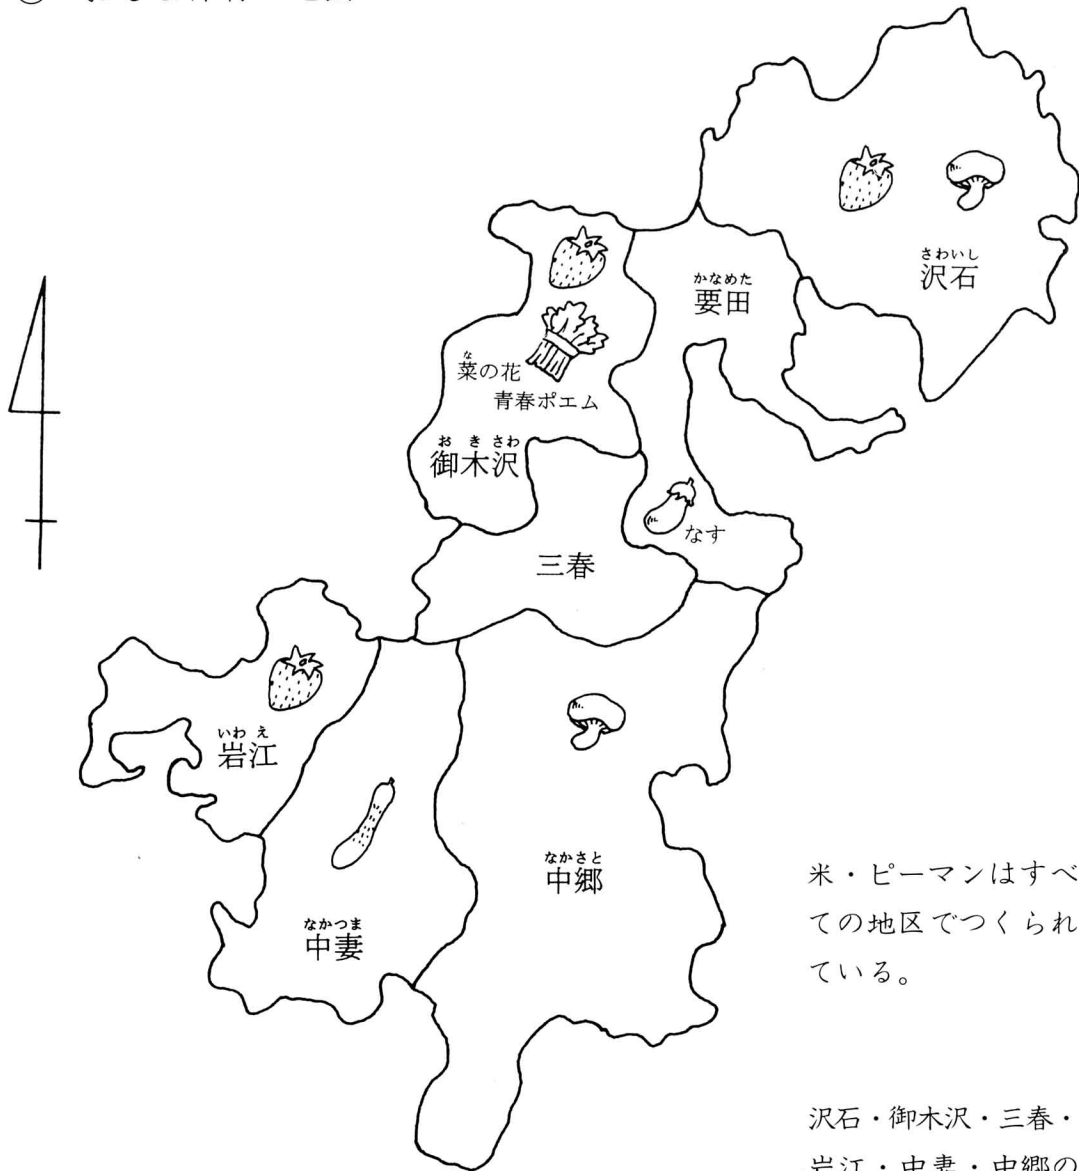 さわいし
沢石
かなめた
要田
な
菜の花
青春ポエム
お き さわ
御木沢
なす
三春
いわ え
岩江
なかさと
中郷
なかつま
中妻
米・ピーマンはすべ
ての地区でつくられ
ている。
沢石・御木沢・三春・
岩江・中妻・中郷の